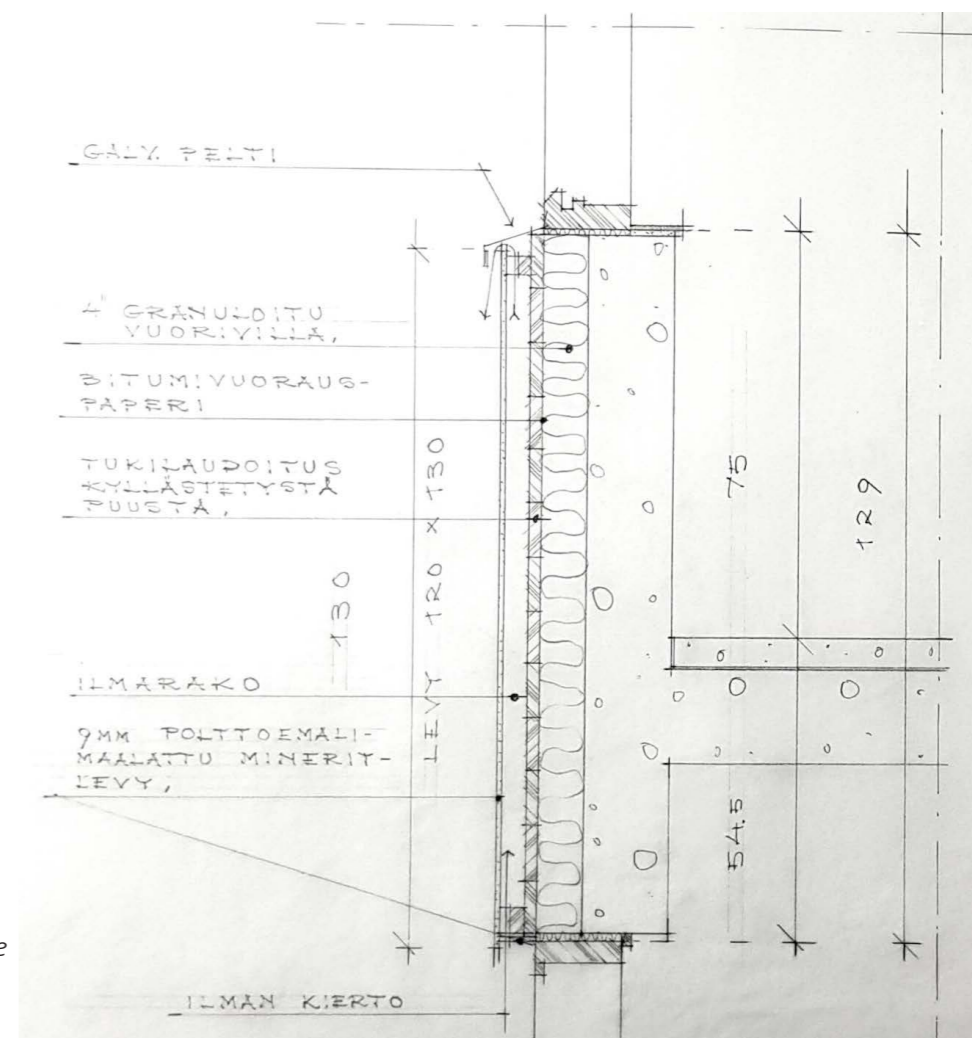 GALV. PELTI
4" GRANULOITU
VUORIVILLA,
BITUMIVUORAUS-
PAPERI
TUKILAUDOITUS
KYLLÄSTETYSTÄ
PUUSTA,
ILMARAKO
9MM POLTTOEMALI-
MAALATTU MINERIT-
LEVY,
ILMAN KIERTO
130
LEVY 120 x 130
75
54.5
129
e